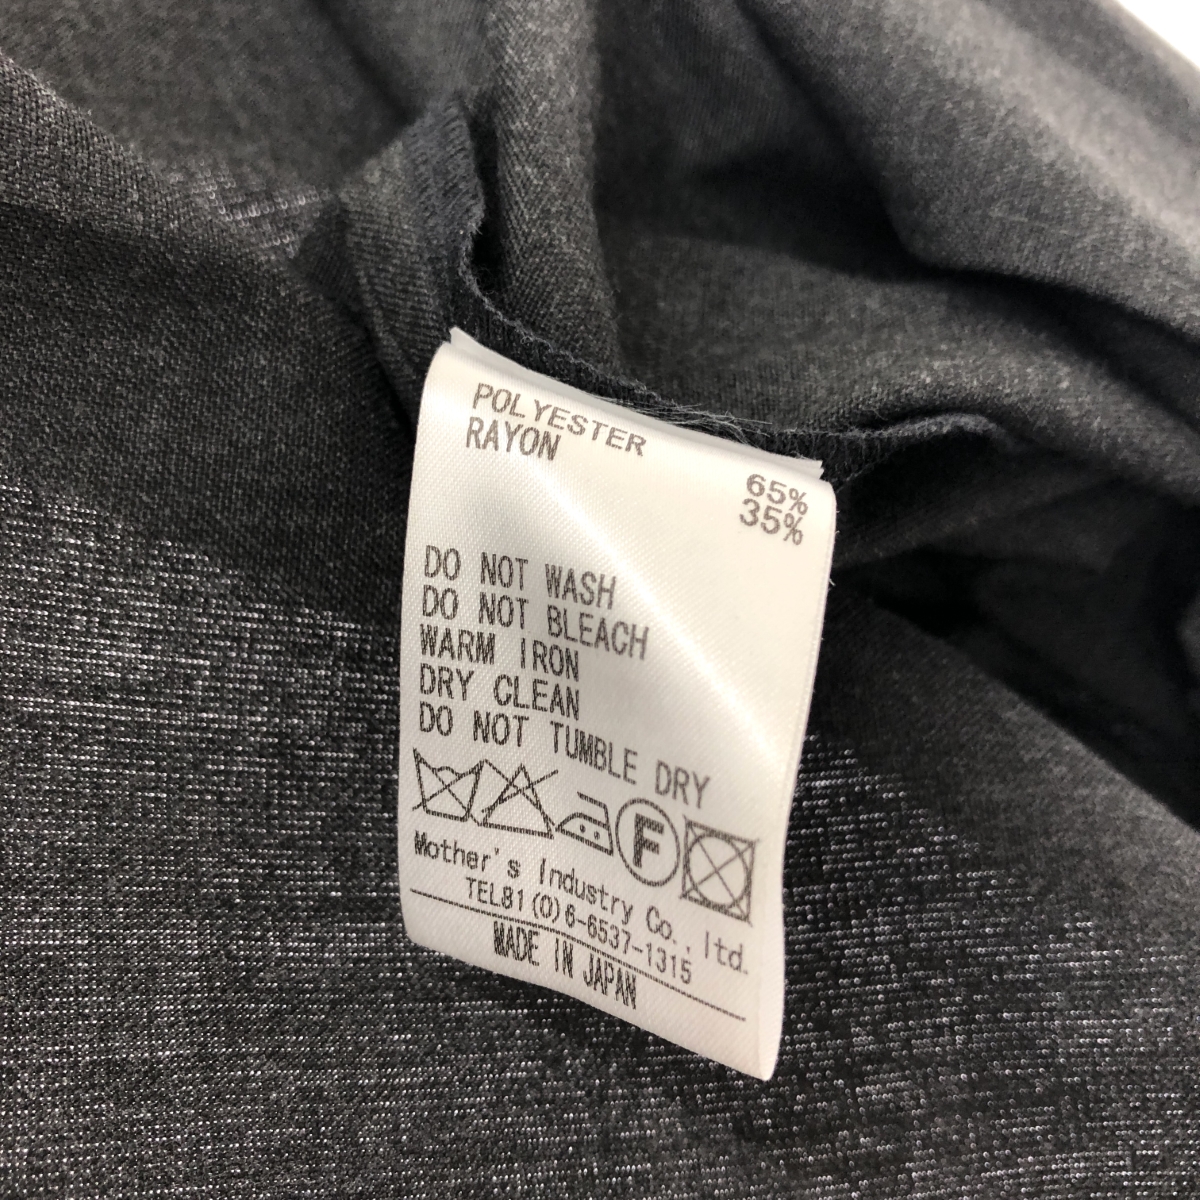 POLYESTER 65%
RAYON 35%
DO NOT WASH
DO NOT BLEACH
WARM IRON
DRY CLEAN
DO NOT TUMBLE DRY
F
Mother's Industry Co., ltd.
TEL81(0)6-6537-1315
MADE IN JAPAN